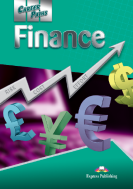 CAREER PATHS
Finance
Express Publishing